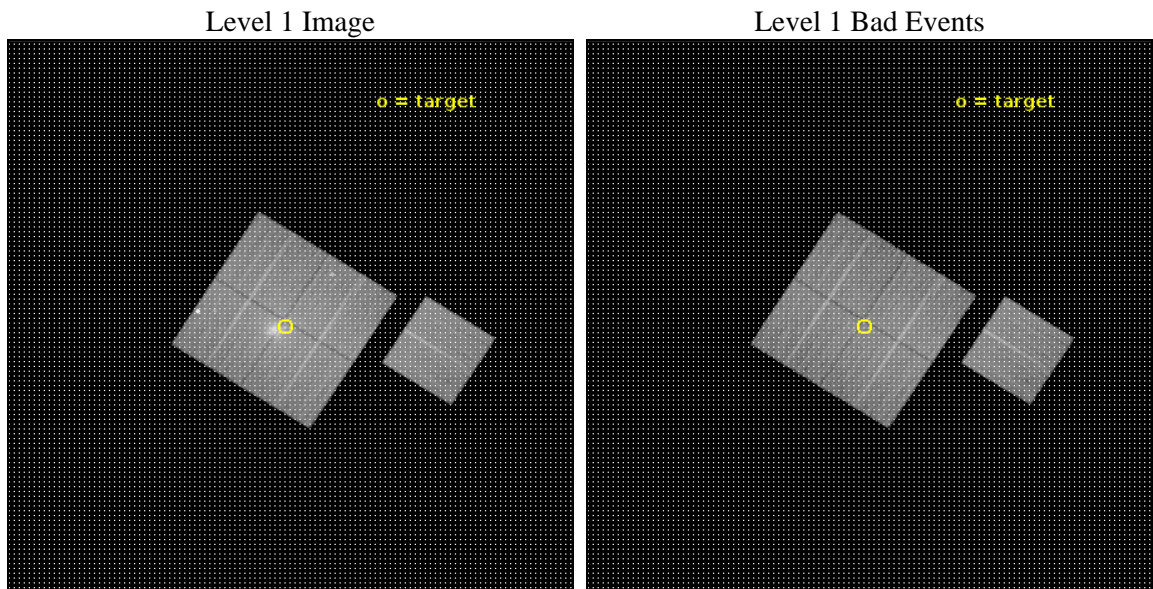 Level 1 Image
Level 1 Bad Events
o = target
o = target